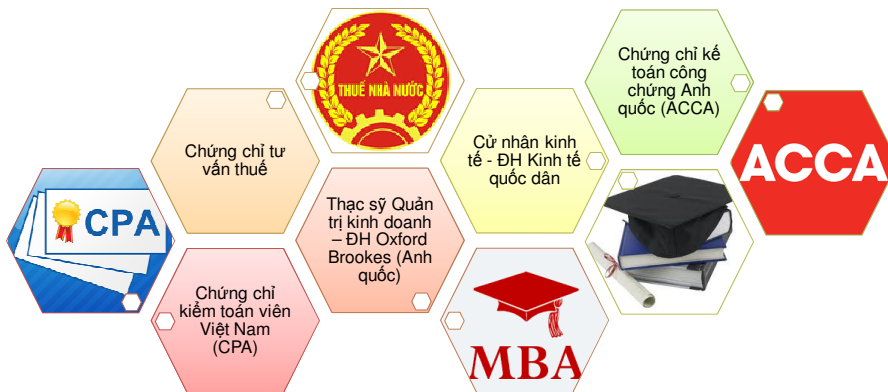 THUẾ NHÀ NƯỚC
Chứng chỉ kế
toán công
chứng Anh
quốc (ACCA)
Chứng chỉ tư
vấn thuế
Cử nhân kinh
tế - ĐH Kinh tế
quốc dân
ACCA
CPA
Thạc sỹ Quản
trị kinh doanh
– ĐH Oxford
Brookes (Anh
quốc)
Chứng chỉ
kiểm toán viên
Việt Nam
(CPA)
MBA